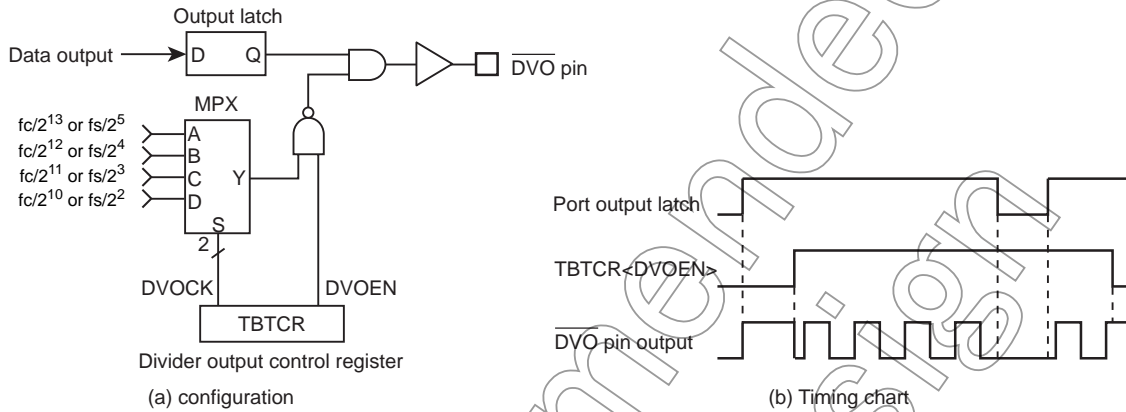 Output latch
Data output
D
Q
DVO pin
MPX
fc/2^13 or fs/2^5
fc/2^12 or fs/2^4
fc/2^11 or fs/2^3
fc/2^10 or fs/2^2
A
B
C
D
Y
S
2
DVOCK
DVOEN
TBTCR
Divider output control register
(a) configuration
Port output latch
TBTCR<DVOEN>
DVO pin output
(b) Timing chart